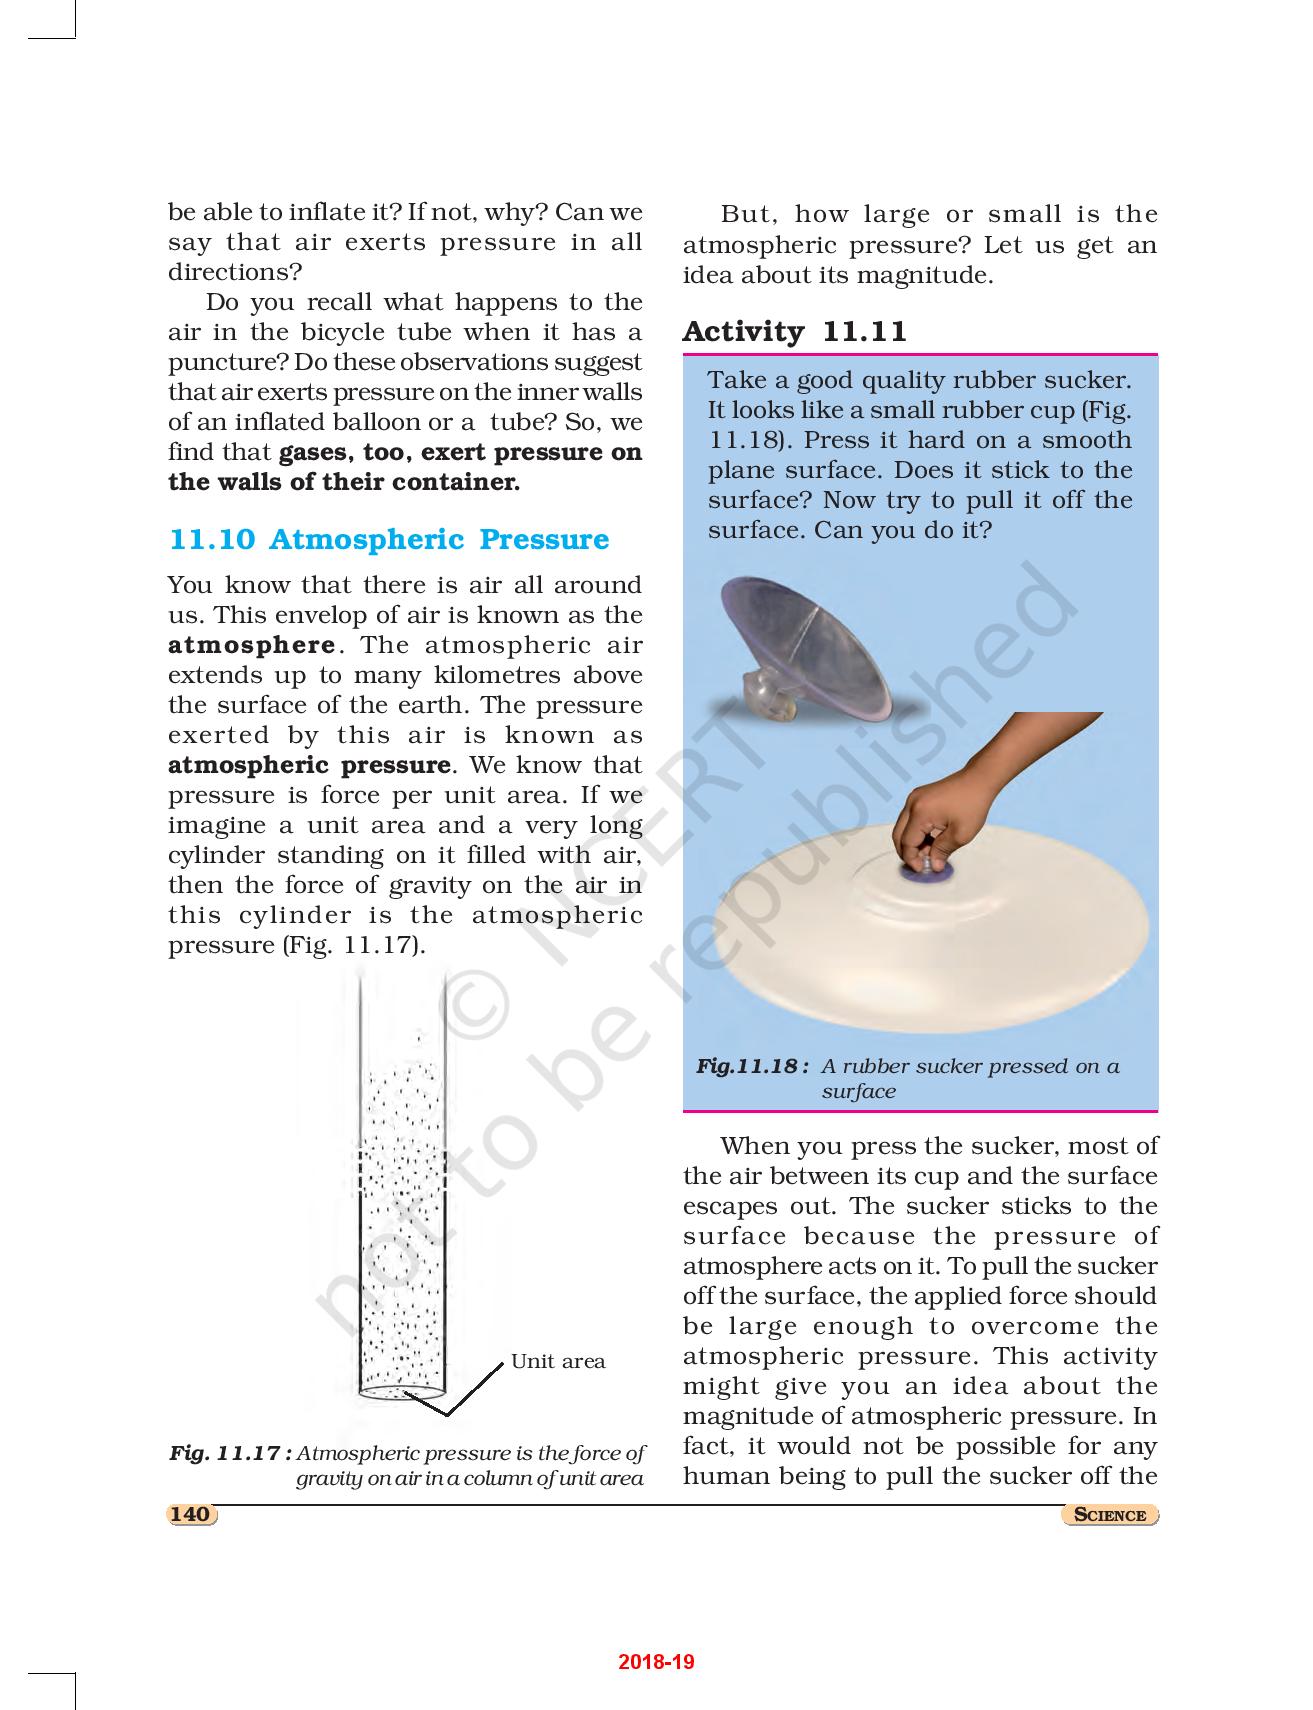 be able to inflate it? If not, why? Can we
say that air exerts pressure in all
directions?
Do you recall what happens to the
air in the bicycle tube when it has a
puncture? Do these observations suggest
that air exerts pressure on the inner walls
of an inflated balloon or a tube? So, we
find that gases, too, exert pressure on
the walls of their container.
11.10 Atmospheric Pressure
You know that there is air all around
us. This envelop of air is known as the
atmosphere. The atmospheric air
extends up to many kilometres above
the surface of the earth. The pressure
exerted by this air is known as
atmospheric pressure. We know that
pressure is force per unit area. If we
imagine a unit area and a very long
cylinder standing on it filled with air,
then the force of gravity on the air in
this cylinder is the atmospheric
pressure (Fig. 11.17).
Unit area
Fig. 11.17 : Atmospheric pressure is the force of
gravity on air in a column of unit area
But, how large or small is the
atmospheric pressure? Let us get an
idea about its magnitude.
Activity 11.11
Take a good quality rubber sucker.
It looks like a small rubber cup (Fig.
11.18). Press it hard on a smooth
plane surface. Does it stick to the
surface? Now try to pull it off the
surface. Can you do it?
Fig.11.18 : A rubber sucker pressed on a
surface
When you press the sucker, most of
the air between its cup and the surface
escapes out. The sucker sticks to the
surface because the pressure of
atmosphere acts on it. To pull the sucker
off the surface, the applied force should
be large enough to overcome the
atmospheric pressure. This activity
might give you an idea about the
magnitude of atmospheric pressure. In
fact, it would not be possible for any
human being to pull the sucker off the
© NCERT
not to be republished
140
SCIENCE
2018-19